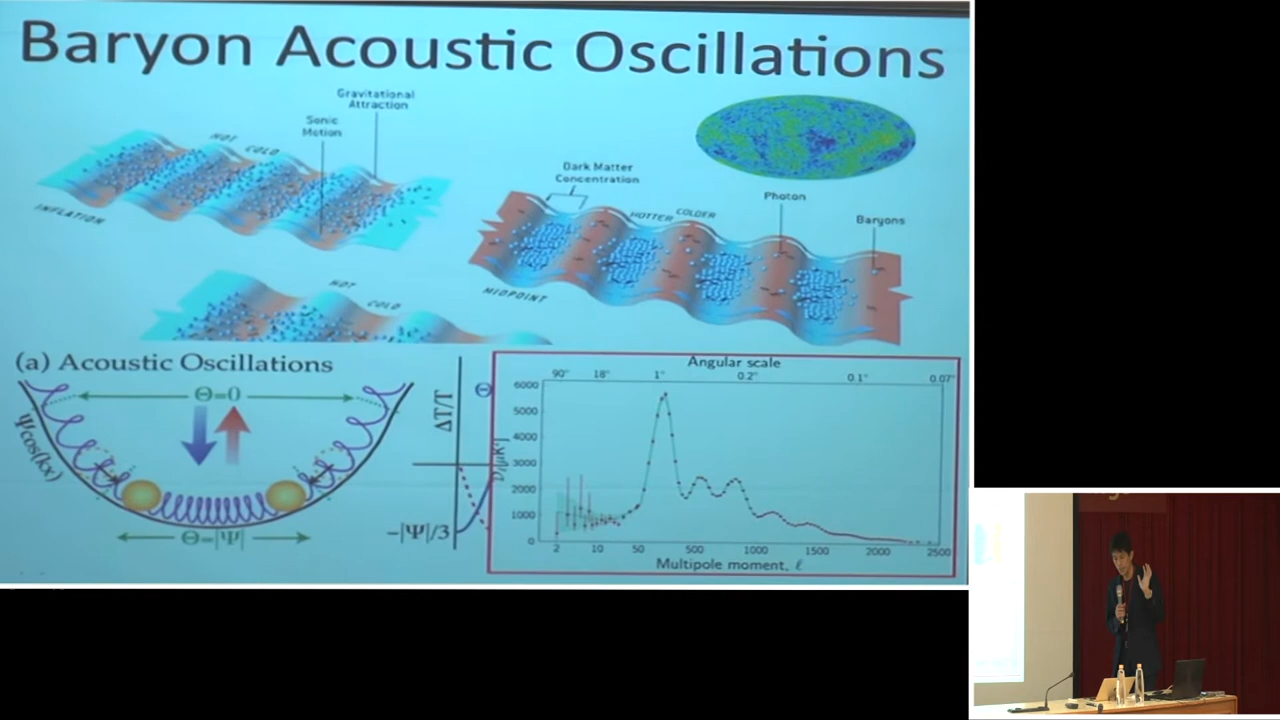 Baryon Acoustic Oscillations
Gravitational
Attraction
Sonic
Motion
HOT
COLD
INFLATION
Dark Matter
Concentration
HOTTER
COLDER
Photon
Baryons
MIDPOINT
HOT
COLD
(a) Acoustic Oscillations
Θ=0
Ψcos(kx)
Θ=|Ψ|
ΔT/T
Θ
-|Ψ|/3
Angular scale
90° 18° 1° 0.2° 0.1° 0.07°
6000
5000
4000
3000
2000
1000
0
2 10 50 500 1000 1500 2000 2500
Multipole moment, ℓ